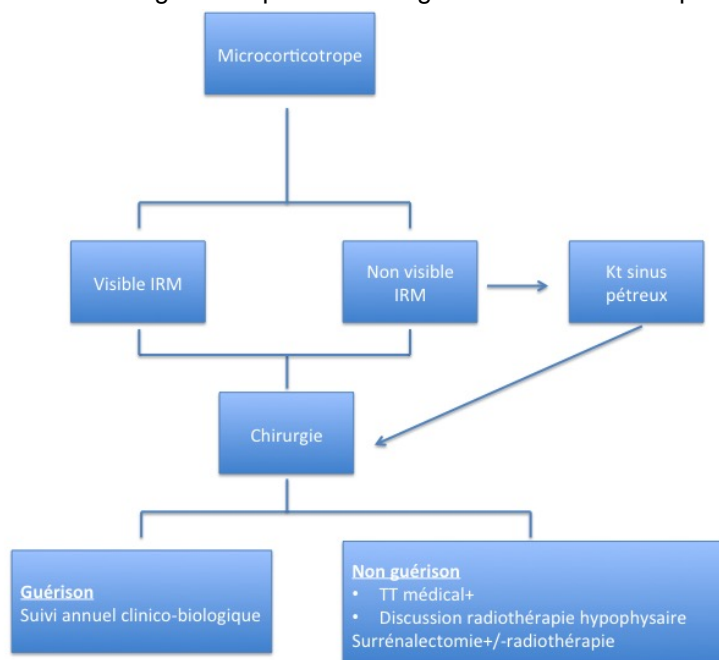 Microcorticotrope
Visible IRM
Non visible
IRM
Kt sinus
pétreux
Chirurgie
Guérison
Suivi annuel clinico-biologique
Non guérison
• TT médical+
• Discussion radiothérapie hypophysaire
Surrénalectomie+/-radiothérapie